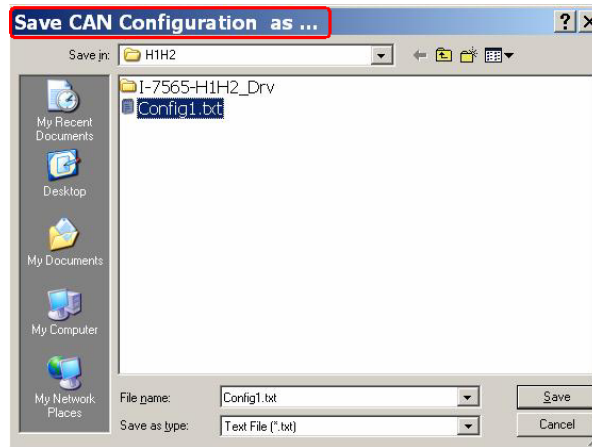 Save CAN Configuration as ...
Save in:
H1H2
I-7565-H1H2_Drv
Config1.txt
My Recent
Documents
Desktop
My Documents
My Computer
My Network
Places
File name:
Config1.txt
Save
Save as type:
Text File (*.txt)
Cancel